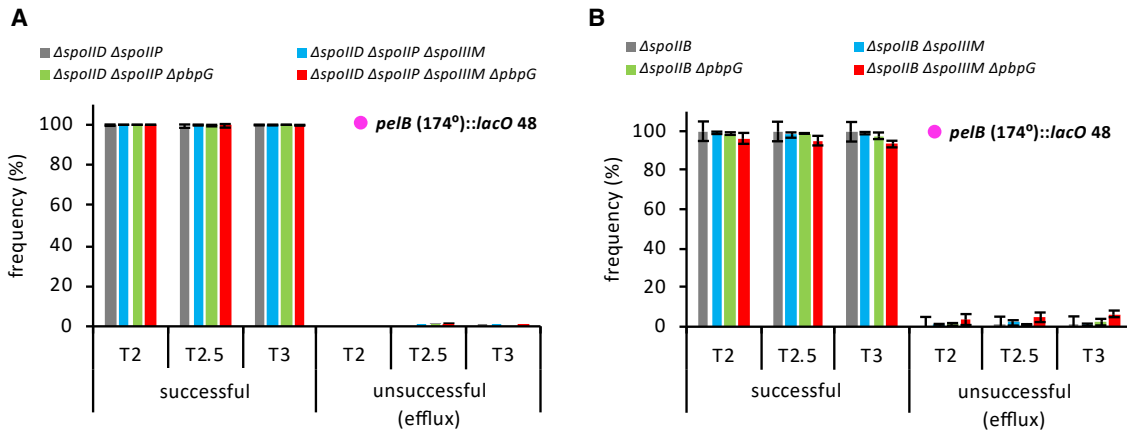 A
ΔspoIID ΔspoIIP
ΔspoIID ΔspoIIP ΔspoIIIM
ΔspoIID ΔspoIIP ΔpbpG
ΔspoIID ΔspoIIP ΔspoIIIM ΔpbpG
pelB (174º)::lacO 48
frequency (%)
120
100
80
60
40
20
0
T2 T2.5 T3 T2 T2.5 T3
successful unsuccessful
(efflux)
B
ΔspoIIB
ΔspoIIB ΔspoIIIM
ΔspoIIB ΔpbpG
ΔspoIIB ΔspoIIIM ΔpbpG
pelB (174º)::lacO 48
frequency (%)
120
100
80
60
40
20
0
T2 T2.5 T3 T2 T2.5 T3
successful unsuccessful
(efflux)